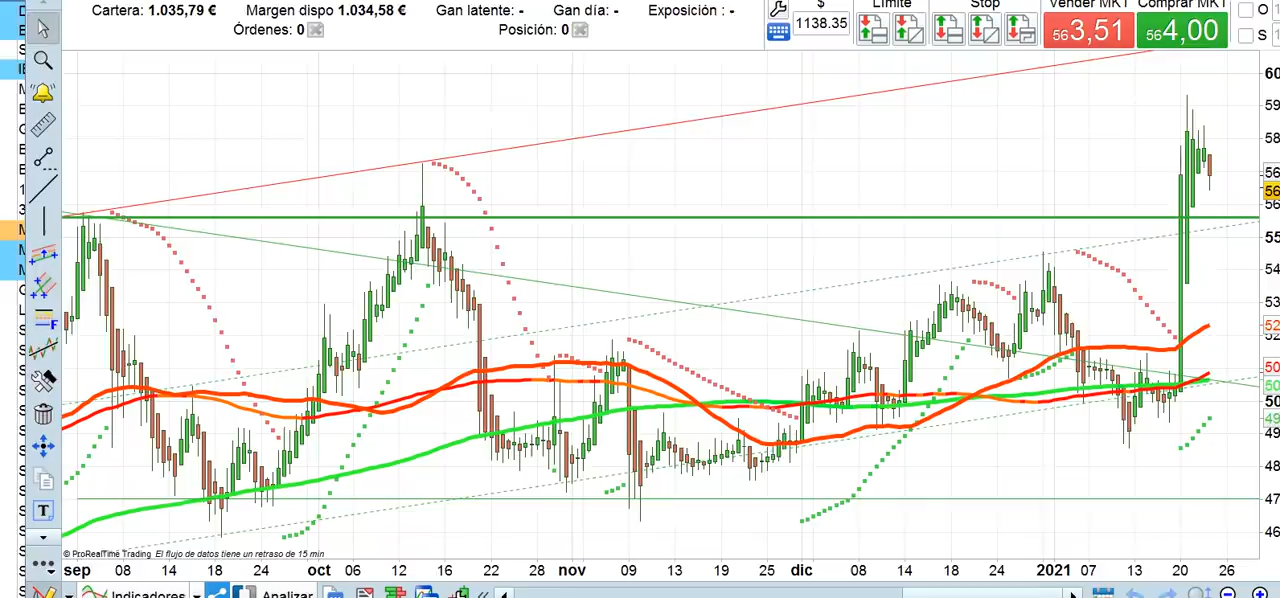 Cartera: 1.035,79 € Margen dispo 1.034,58 € Gan latente: - Gan día: - Exposición : -
Órdenes: 0 Posición: 0
$ Límite Stop Vender MKT Comprar MKT
1138.35 563,51 564,00
O
S
60
59
58
56
56
56
55
53
52
52
50
50
50
49
49
48
47
46
F
T
© ProRealTime Trading El flujo de datos tiene un retraso de 15 min
sep 08 14 18 24 oct 06 12 16 22 28 nov 09 13 19 25 dic 08 14 18 24 2021 07 13 20 26
Indicadores Analizar